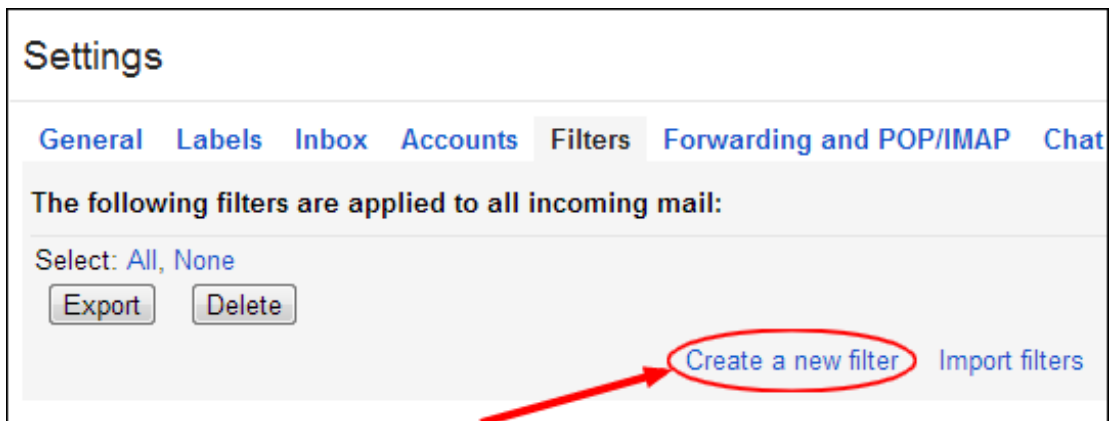 Settings
General Labels Inbox Accounts Filters Forwarding and POP/IMAP Chat
The following filters are applied to all incoming mail:
Select: All, None
Export Delete
Create a new filter Import filters